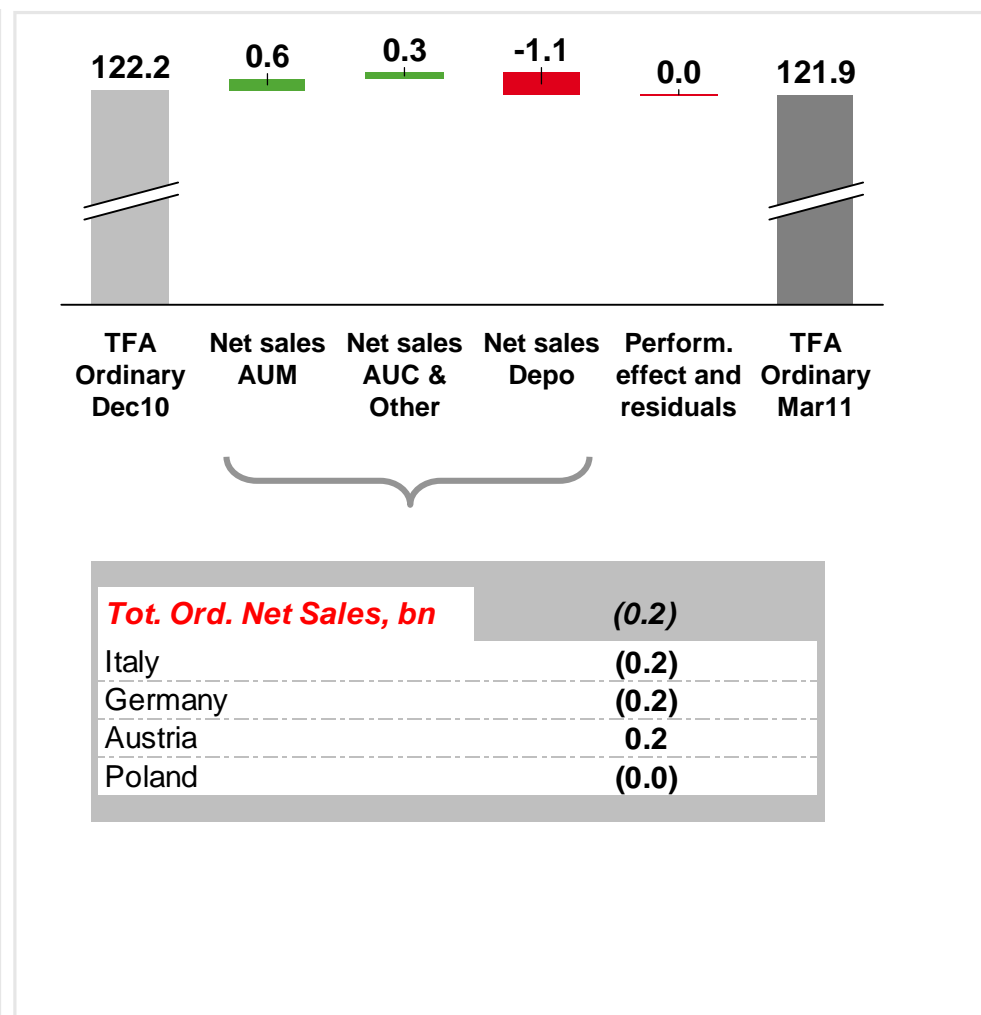 122.2 0.6 0.3 -1.1 0.0 121.9
TFA Net sales Net sales Net sales Perform. TFA
Ordinary AUM AUC & Depo effect and Ordinary
Dec10 Other residuals Mar11
Tot. Ord. Net Sales, bn (0.2)
Italy (0.2)
Germany (0.2)
Austria 0.2
Poland (0.0)